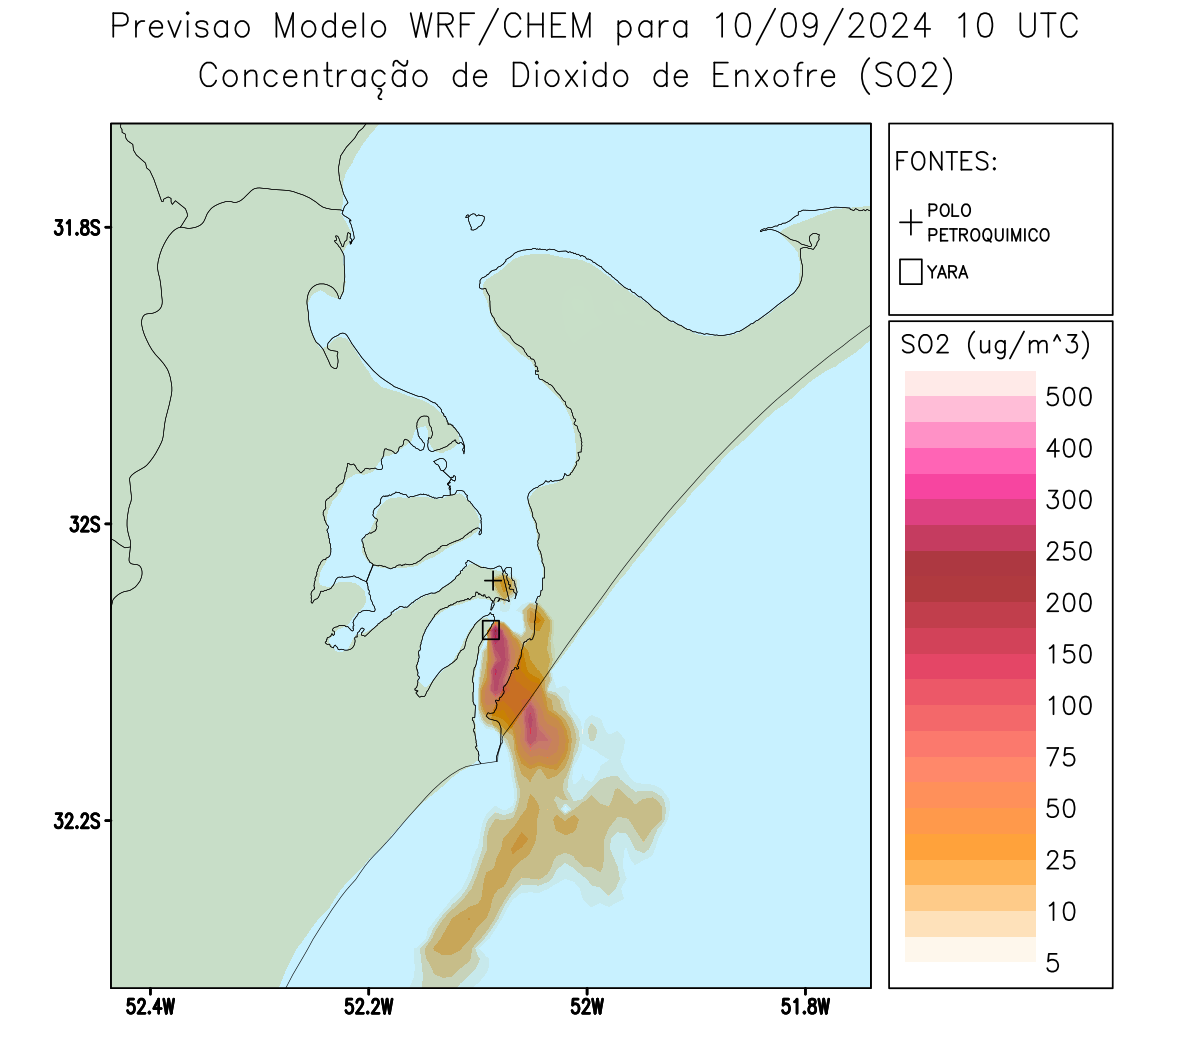 Previsao Modelo WRF/CHEM para 10/09/2024 10 UTC
Concentração de Dioxido de Enxofre (SO2)
FONTES:
POLO
PETROQUIMICO
YARA
31.8S
32S
32.2S
52.4W
52.2W
52W
51.8W
SO2 (ug/m^3)
500
400
300
250
200
150
100
75
50
25
10
5